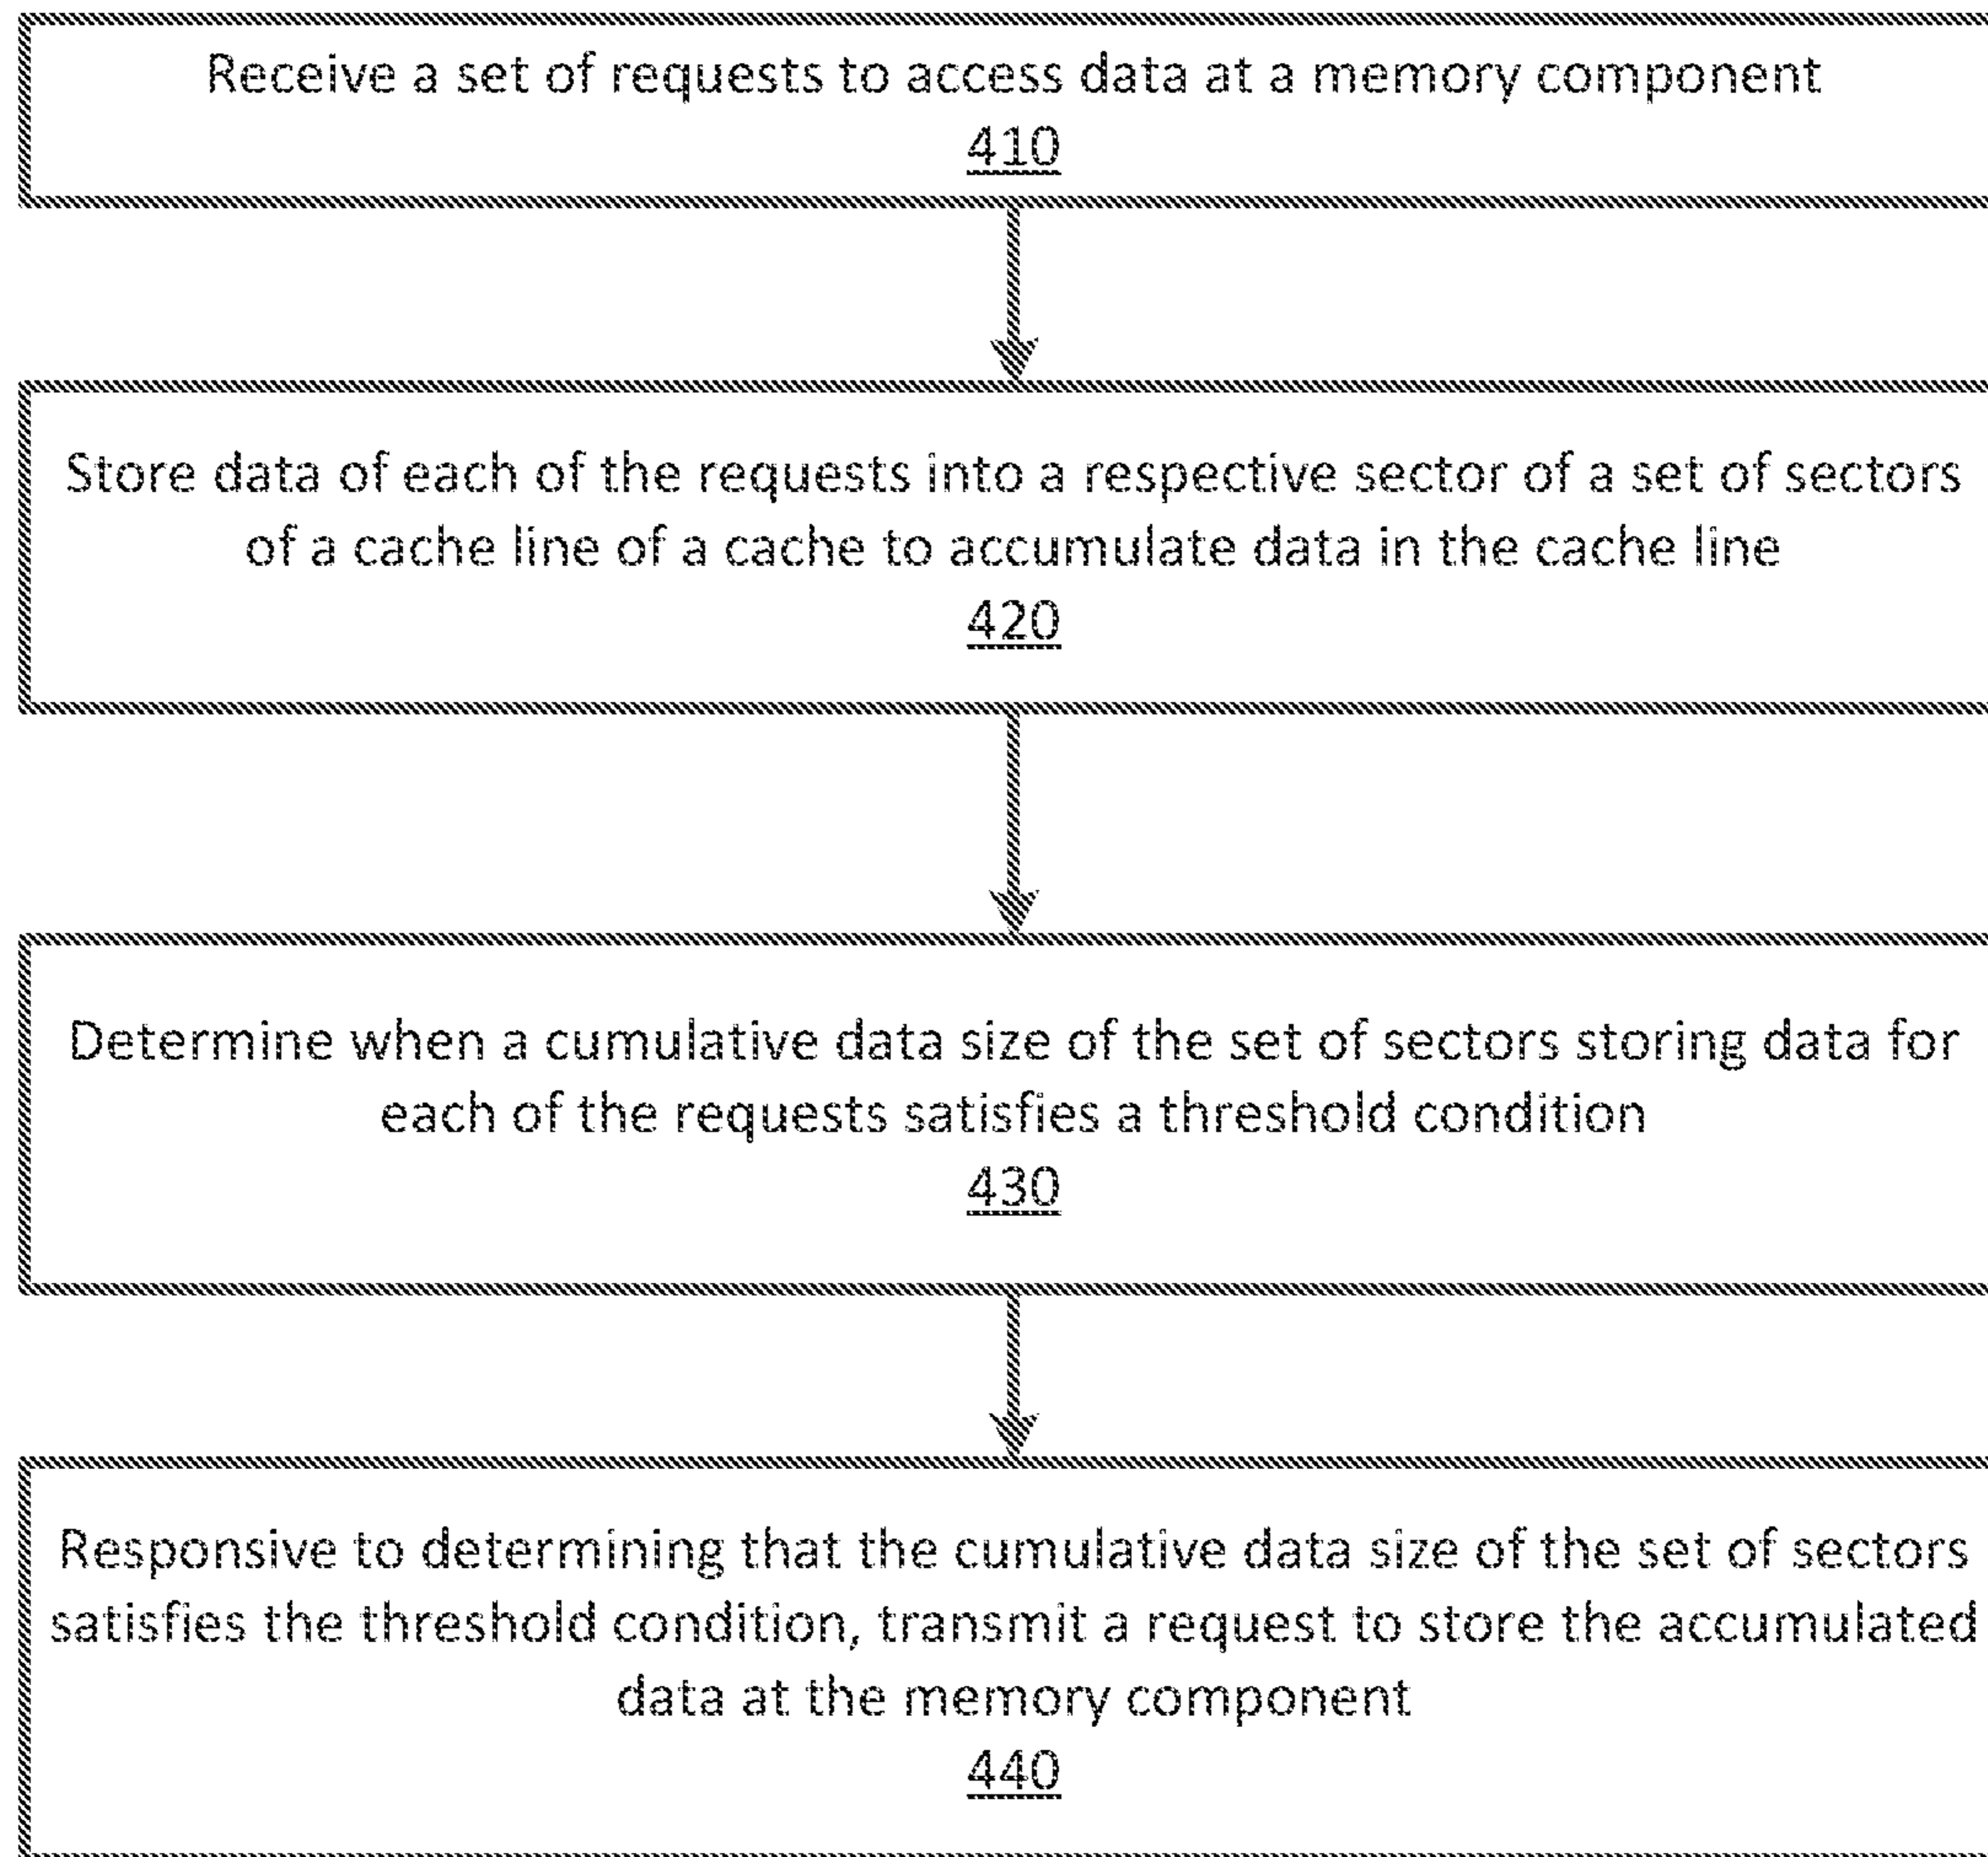 Receive a set of requests to access data at a memory component
410
Store data of each of the requests into a respective sector of a set of sectors
of a cache line of a cache to accumulate data in the cache line
420
Determine when a cumulative data size of the set of sectors storing data for
each of the requests satisfies a threshold condition
430
Responsive to determining that the cumulative data size of the set of sectors
satisfies the threshold condition, transmit a request to store the accumulated
data at the memory component
440